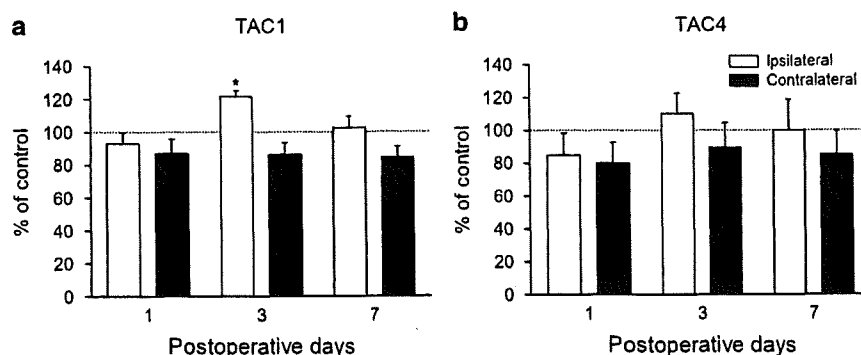 a
TAC1
% of control
140
120
100
80
60
40
20
0
*
1
3
7
Postoperative days
b
TAC4
Ipsilateral
Contralateral
% of control
140
120
100
80
60
40
20
0
1
3
7
Postoperative days